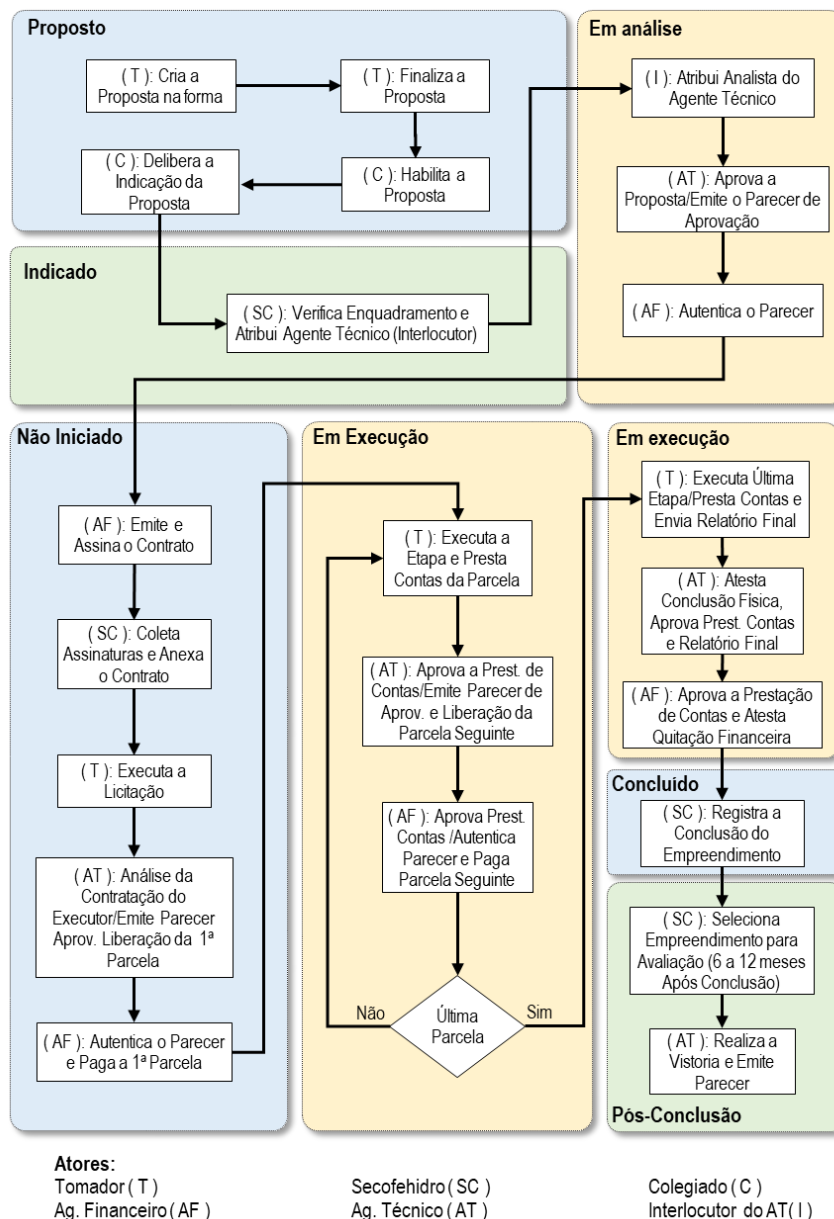 Proposto
( T ): Cria a
Proposta na forma
( T ): Finaliza a
Proposta
( C ): Delibera a
Indicação da
Proposta
( C ): Habilita a
Proposta
Indicado
( SC ): Verifica Enquadramento e
Atribui Agente Técnico (Interlocutor)
Em análise
( I ): Atribui Analista do
Agente Técnico
( AT ): Aprova a
Proposta/Emite o Parecer de
Aprovação
( AF ): Autentica o Parecer
Não Iniciado
( AF ): Emite e
Assina o Contrato
( SC ): Coleta
Assinaturas e Anexa
o Contrato
( T ): Executa a
Licitação
( AT ): Análise da
Contratação do
Executor/Emite Parecer
Aprov. Liberação da 1ª
Parcela
( AF ): Autentica o Parecer
e Paga a 1ª Parcela
Em Execução
( T ): Executa a
Etapa e Presta
Contas da Parcela
( AT ): Aprova a Prest. de
Contas/Emite Parecer de
Aprov. e Liberação da
Parcela Seguinte
( AF ): Aprova Prest.
Contas /Autentica
Parecer e Paga
Parcela Seguinte
Não
Última
Parcela
Sim
Em execução
( T ): Executa Última
Etapa/Presta Contas e
Envia Relatório Final
( AT ): Atesta
Conclusão Física,
Aprova Prest. Contas
e Relatório Final
( AF ): Aprova a Prestação
de Contas e Atesta
Quitação Financeira
Concluído
( SC ): Registra a
Conclusão do
Empreendimento
( SC ): Seleciona
Empreendimento para
Avaliação (6 a 12 meses
Após Conclusão)
( AT ): Realiza a
Vistoria e Emite
Parecer
Pós-Conclusão
Atores:
Tomador ( T )
Secofehidro ( SC )
Colegiado ( C )
Ag. Financeiro ( AF )
Ag. Técnico ( AT )
Interlocutor do AT( I )